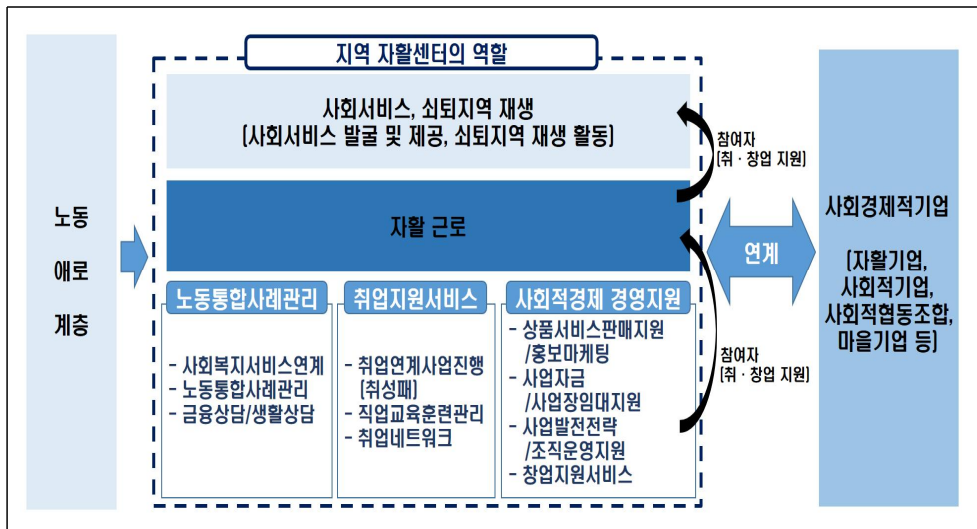 지역 자활센터의 역할
노동
애로
계층
사회서비스, 쇠퇴지역 재생
[사회서비스 발굴 및 제공, 쇠퇴지역 재생 활동]
참여자
[취 · 창업 지원]
자활 근로
노동통합사례관리
- 사회복지서비스연계
- 노동통합사례관리
- 금융상담/생활상담
취업지원서비스
- 취업연계사업진행
[취성패]
- 직업교육훈련관리
- 취업네트워크
사회적경제 경영지원
- 상품서비스판매지원
/홍보마케팅
- 사업자금
/사업장임대지원
- 사업발전전략
/조직운영지원
- 창업지원서비스
참여자
[취 · 창업 지원]
연계
사회경제적기업
[자활기업,
사회적기업,
사회적협동조합,
마을기업 등]